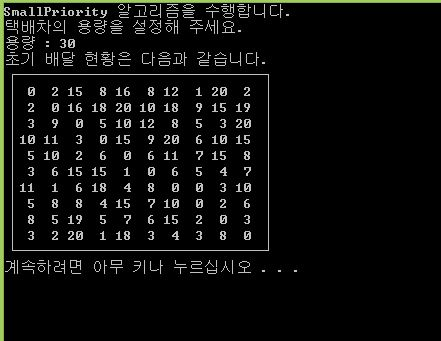 SmallPriority 알고리즘을 수행합니다.
택배차의 용량을 설정해 주세요.
용량 : 30
초기 배달 현황은 다음과 같습니다.
0 2 15 8 16 8 12 1 20 2
2 0 16 18 20 10 18 9 15 19
3 9 0 5 10 12 8 5 3 20
10 11 3 0 15 9 20 6 10 15
5 10 2 6 0 6 11 7 15 8
3 6 15 15 1 0 6 5 4 7
11 1 6 18 4 8 0 0 3 10
5 8 8 4 15 7 10 0 2 6
8 5 19 5 7 6 15 2 0 3
3 2 20 1 18 3 4 3 8 0
계속하려면 아무 키나 누르십시오 . . .